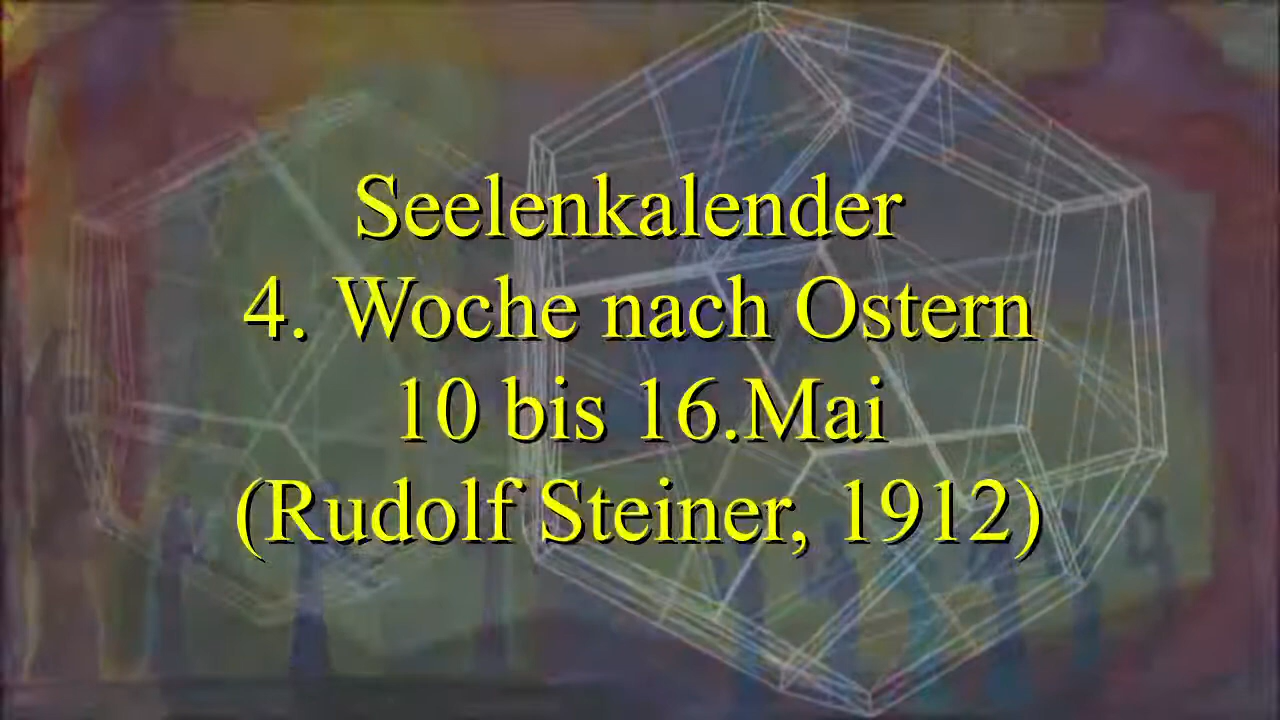 Seelenkalender
4. Woche nach Ostern
10 bis 16.Mai
(Rudolf Steiner, 1912)